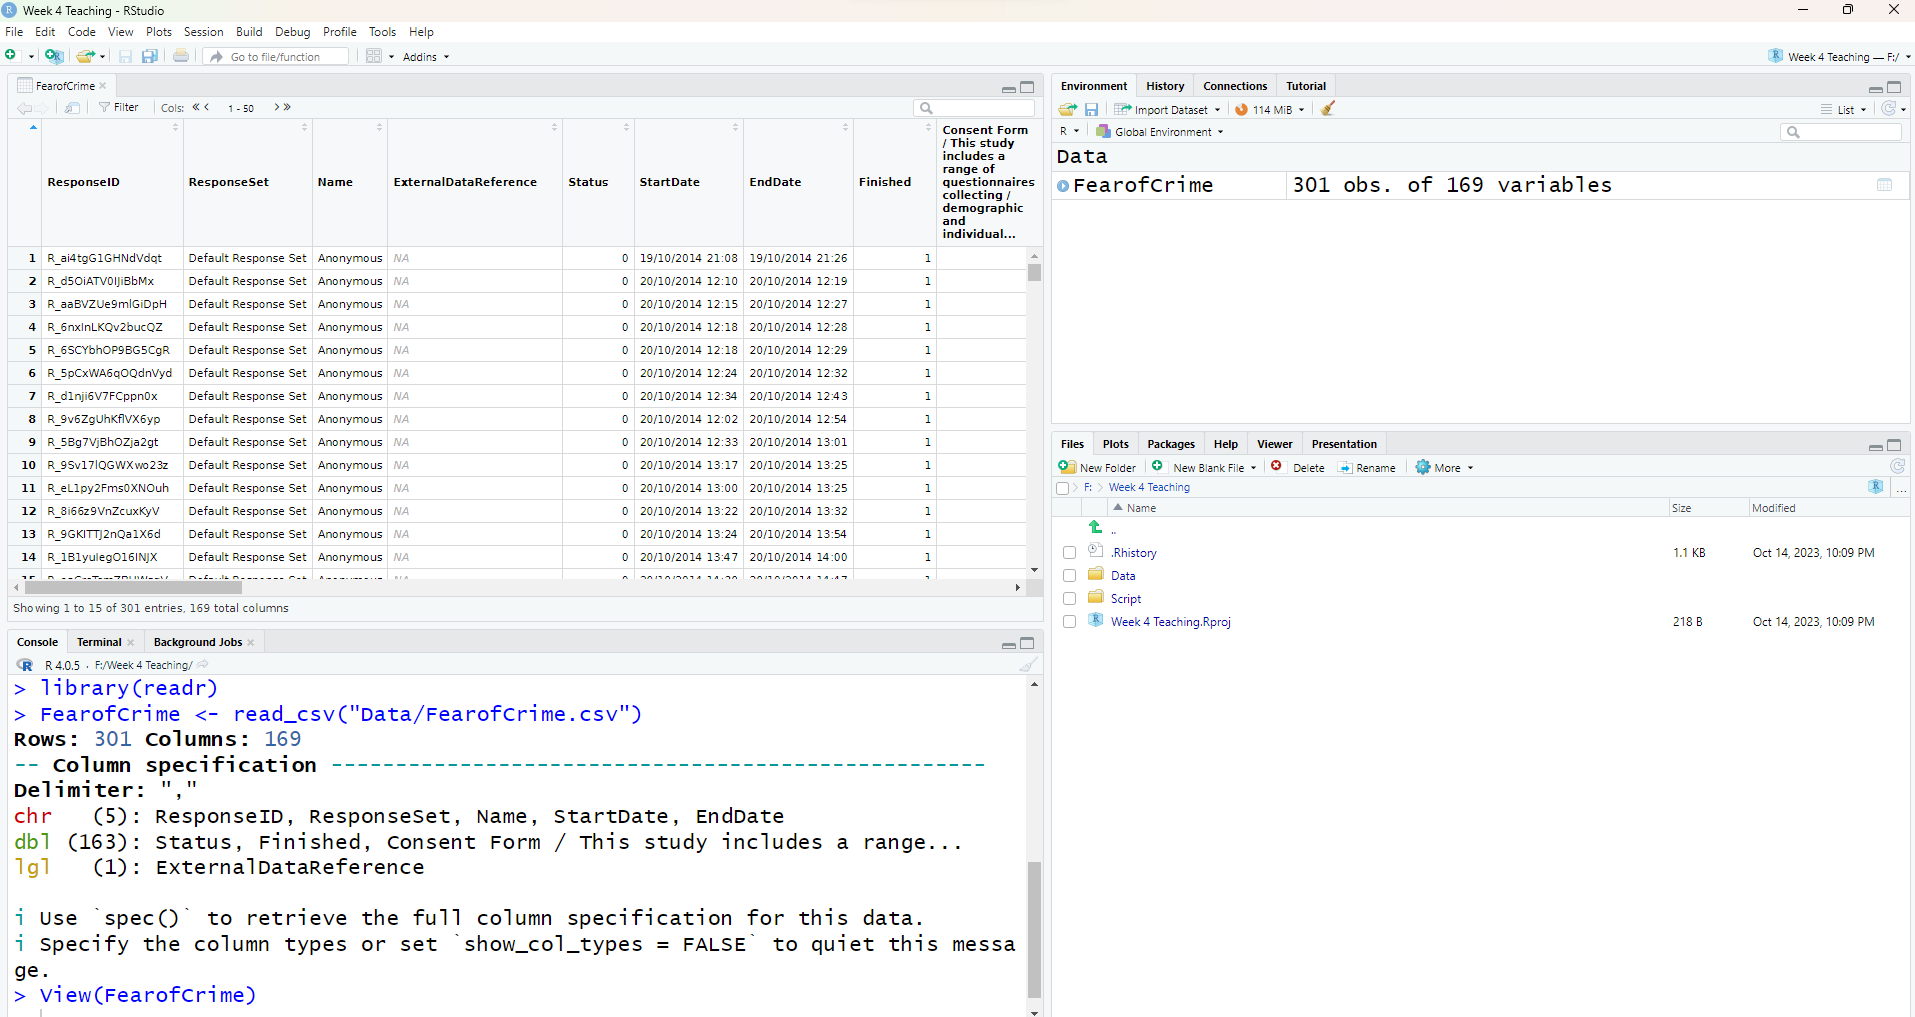 Week 4 Teaching - RStudio
File Edit Code View Plots Session Build Debug Profile Tools Help
Go to file/function Addins Week 4 Teaching — F:/
FearofCrime
Filter Cols: 1 - 50
ResponseID ResponseSet Name ExternalDataReference Status StartDate EndDate Finished
Consent Form
/ This study
includes a
range of
questionnaires
collecting /
demographic
and
individual...
1 R_ai4tgG1GHNdVdqt Default Response Set Anonymous NA 0 19/10/2014 21:08 19/10/2014 21:26 1
2 R_d5OiATV0IJiBbMx Default Response Set Anonymous NA 0 20/10/2014 12:10 20/10/2014 12:19 1
3 R_aaBVZUe9mlGiDpH Default Response Set Anonymous NA 0 20/10/2014 12:15 20/10/2014 12:27 1
4 R_6nxlnLKQv2bucQZ Default Response Set Anonymous NA 0 20/10/2014 12:18 20/10/2014 12:28 1
5 R_6SCYbhOP9BG5CgR Default Response Set Anonymous NA 0 20/10/2014 12:18 20/10/2014 12:29 1
6 R_5pCxWA6qOQdnVyd Default Response Set Anonymous NA 0 20/10/2014 12:24 20/10/2014 12:32 1
7 R_d1nji6V7FCppn0x Default Response Set Anonymous NA 0 20/10/2014 12:34 20/10/2014 12:43 1
8 R_9v6ZgUhKflVX6yp Default Response Set Anonymous NA 0 20/10/2014 12:02 20/10/2014 12:54 1
9 R_5Bg7VjBhOZja2gt Default Response Set Anonymous NA 0 20/10/2014 12:33 20/10/2014 13:01 1
10 R_9Sv17lQGWXwo23z Default Response Set Anonymous NA 0 20/10/2014 13:17 20/10/2014 13:25 1
11 R_eL1py2Fms0XNOuh Default Response Set Anonymous NA 0 20/10/2014 13:00 20/10/2014 13:25 1
12 R_8i66z9VnZcuxKyV Default Response Set Anonymous NA 0 20/10/2014 13:22 20/10/2014 13:32 1
13 R_9GKITTJ2nQa1X6d Default Response Set Anonymous NA 0 20/10/2014 13:24 20/10/2014 13:54 1
14 R_1B1yulegO16INJX Default Response Set Anonymous NA 0 20/10/2014 13:47 20/10/2014 14:00 1
Showing 1 to 15 of 301 entries, 169 total columns
Console Terminal Background Jobs
R 4.0.5 · F:/Week 4 Teaching/
> library(readr)
> FearofCrime <- read_csv("Data/FearofCrime.csv")
Rows: 301 Columns: 169
-- Column specification ---------------------------------------------------
Delimiter: ","
chr (5): ResponseID, ResponseSet, Name, StartDate, EndDate
dbl (163): Status, Finished, Consent Form / This study includes a range...
lgl (1): ExternalDataReference
i Use `spec()` to retrieve the full column specification for this data.
i Specify the column types or set `show_col_types = FALSE` to quiet this messa
ge.
> View(FearofCrime)
Environment History Connections Tutorial
Import Dataset 114 MiB List
R Global Environment
Data
FearofCrime 301 obs. of 169 variables
Files Plots Packages Help Viewer Presentation
New Folder New Blank File Delete Rename More
F: Week 4 Teaching ...
Name Size Modified
..
.Rhistory 1.1 KB Oct 14, 2023, 10:09 PM
Data
Script
Week 4 Teaching.Rproj 218 B Oct 14, 2023, 10:09 PM